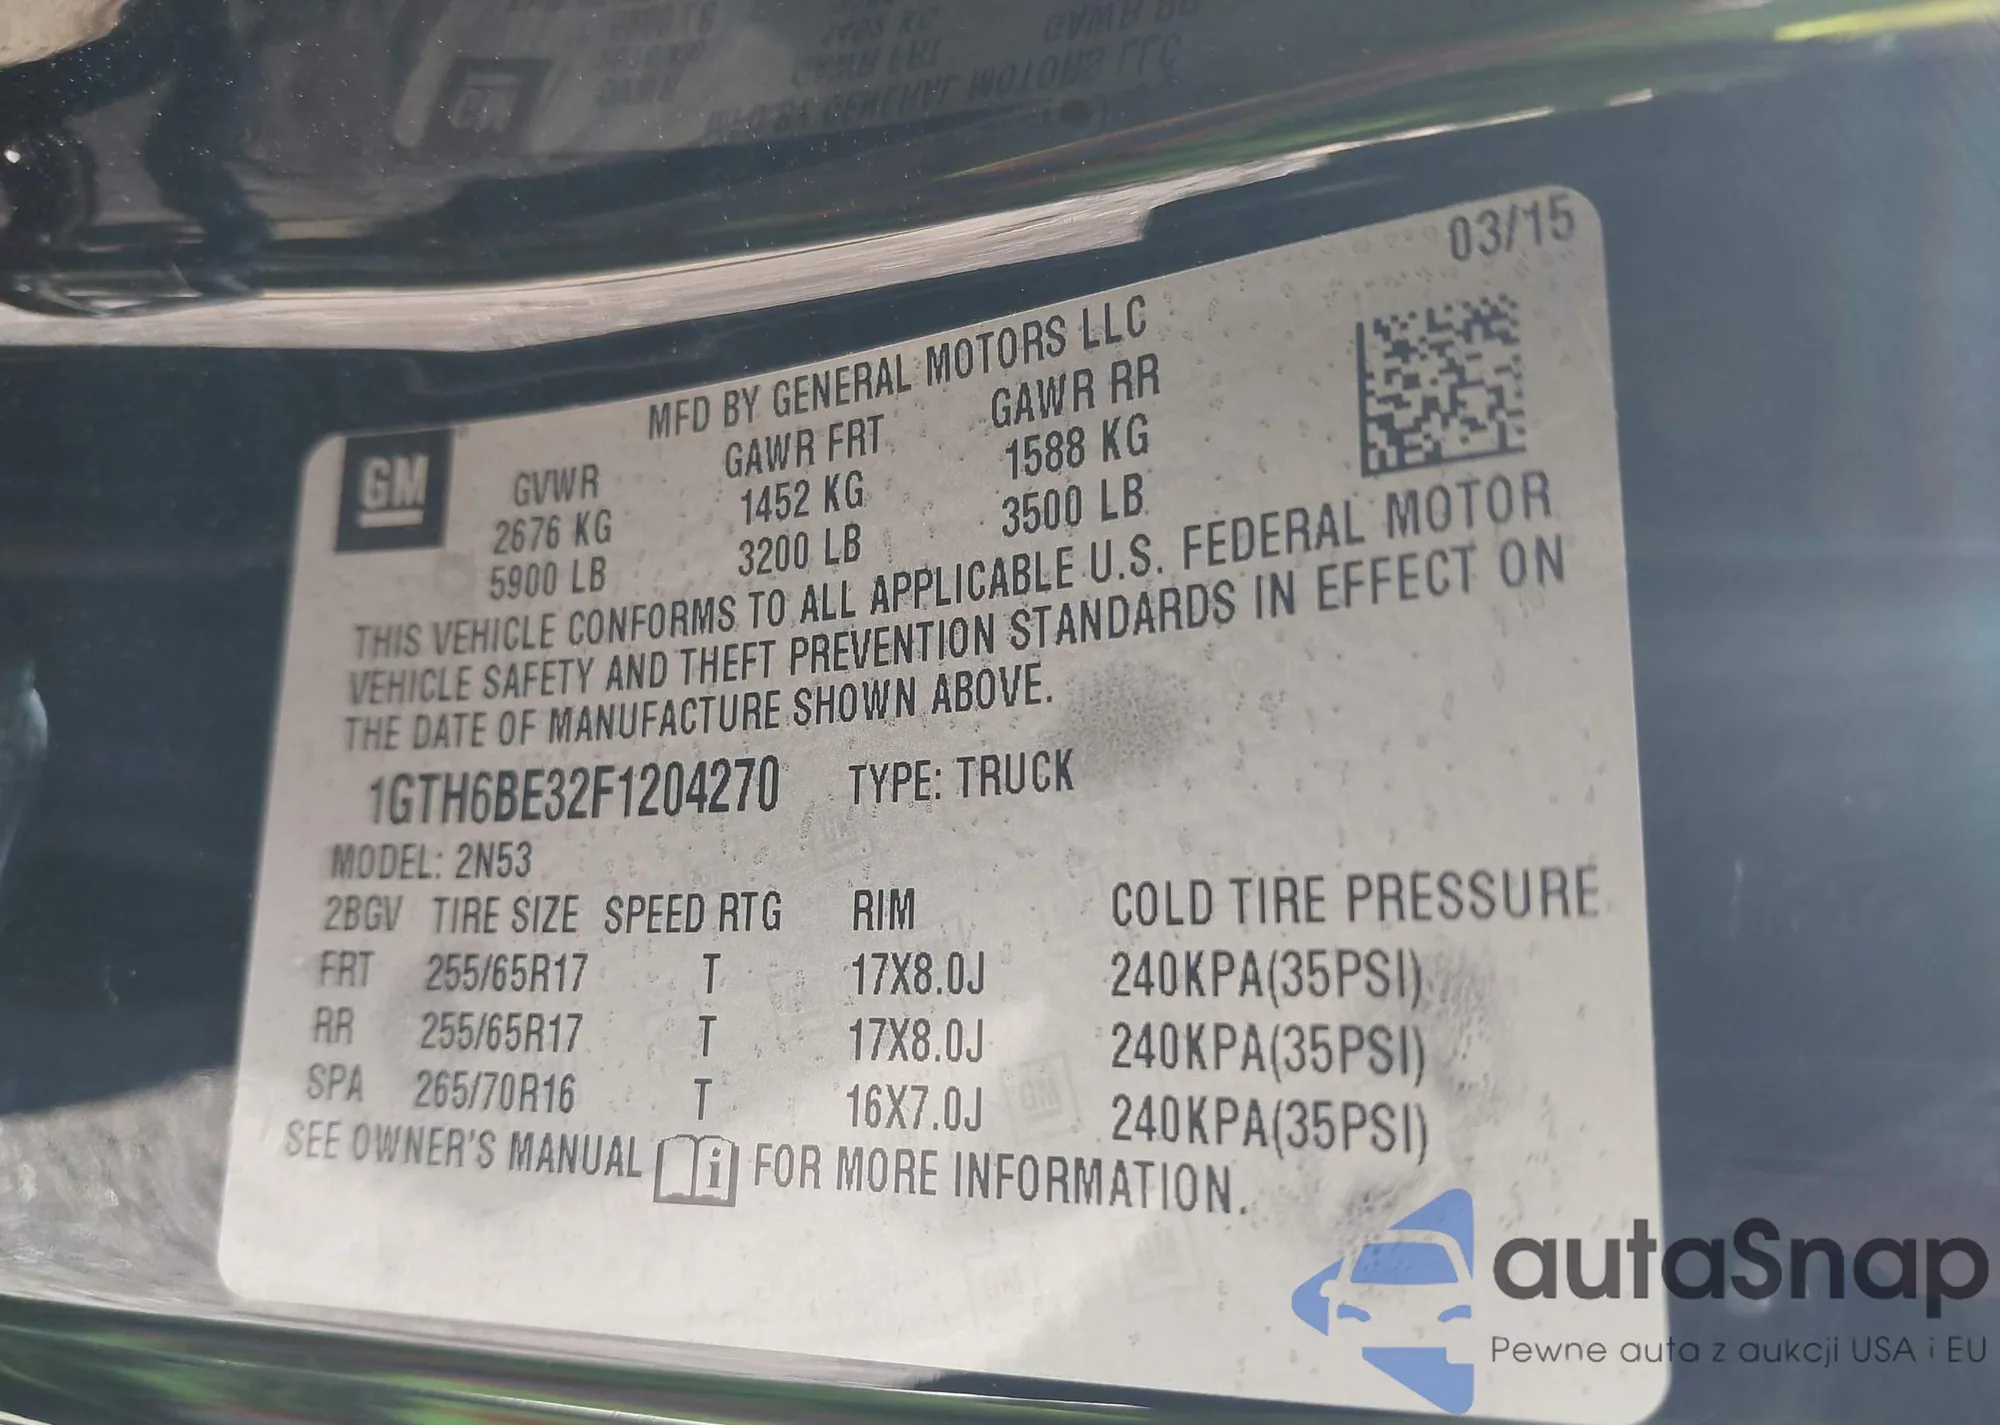 03/15
MFD BY GENERAL MOTORS LLC
GM
GVWR GAWR FRT GAWR RR
2676 KG 1452 KG 1588 KG
5900 LB 3200 LB 3500 LB
THIS VEHICLE CONFORMS TO ALL APPLICABLE U.S. FEDERAL MOTOR
VEHICLE SAFETY AND THEFT PREVENTION STANDARDS IN EFFECT ON
THE DATE OF MANUFACTURE SHOWN ABOVE.
1GTH6BE32F1204270 TYPE: TRUCK
MODEL: 2N53
2BGV TIRE SIZE SPEED RTG RIM COLD TIRE PRESSURE
FRT 255/65R17 T 17X8.0J 240KPA(35PSI)
RR 255/65R17 T 17X8.0J 240KPA(35PSI)
SPA 265/70R16 T 16X7.0J 240KPA(35PSI)
SEE OWNER'S MANUAL i FOR MORE INFORMATION.
autaSnap
Pewne auta z aukcji USA i EU